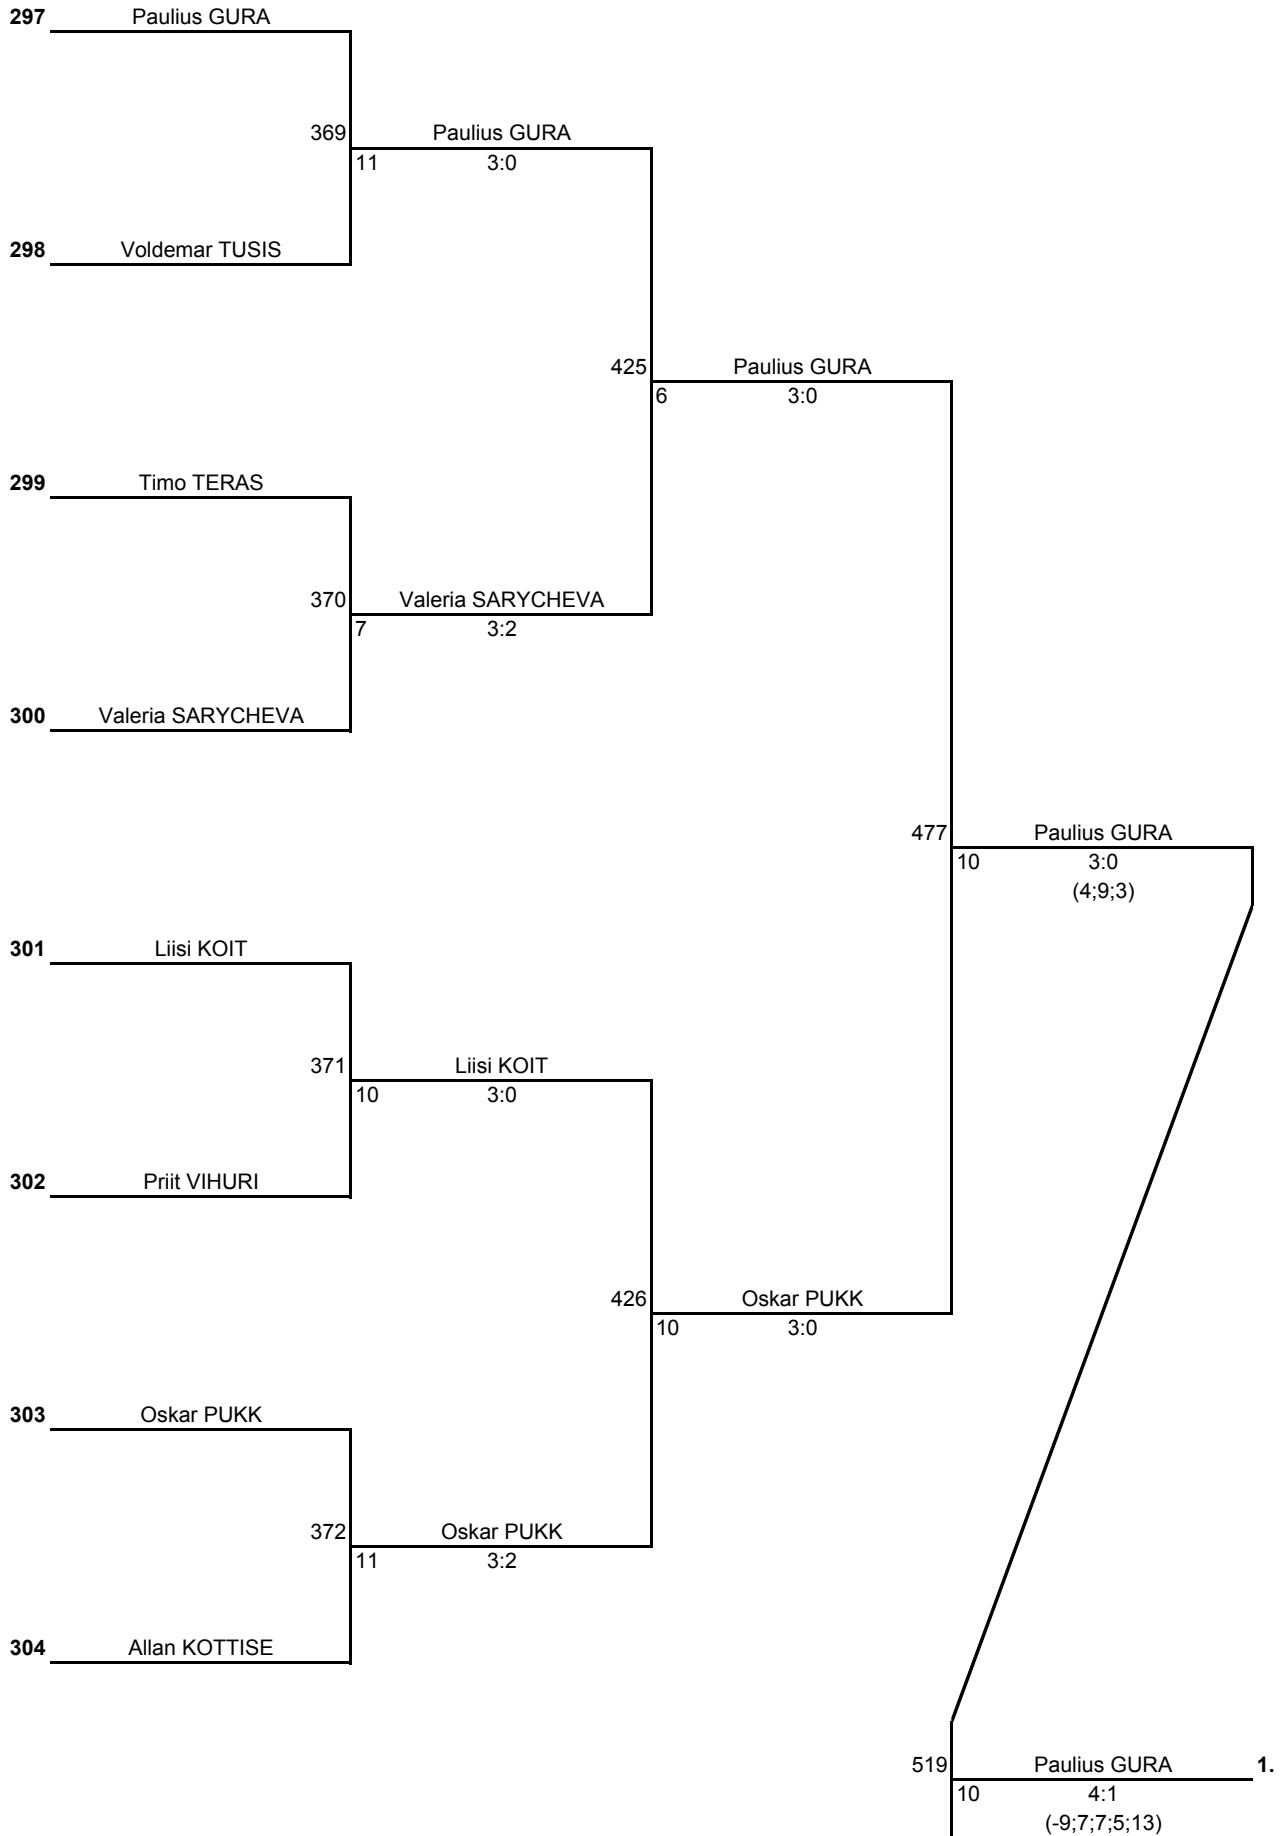 297 Paulius GURA
369 Paulius GURA
11 3:0
298 Voldemar TUSIS
425 Paulius GURA
6 3:0
299 Timo TERAS
370 Valeria SARYCHEVA
7 3:2
300 Valeria SARYCHEVA
477 Paulius GURA
10 3:0
(4;9;3)
301 Liisi KOIT
371 Liisi KOIT
10 3:0
302 Priit VIHURI
426 Oskar PUKK
10 3:0
303 Oskar PUKK
372 Oskar PUKK
11 3:2
304 Allan KOTTISE
519 Paulius GURA 1.
10 4:1
(-9;7;7;5;13)